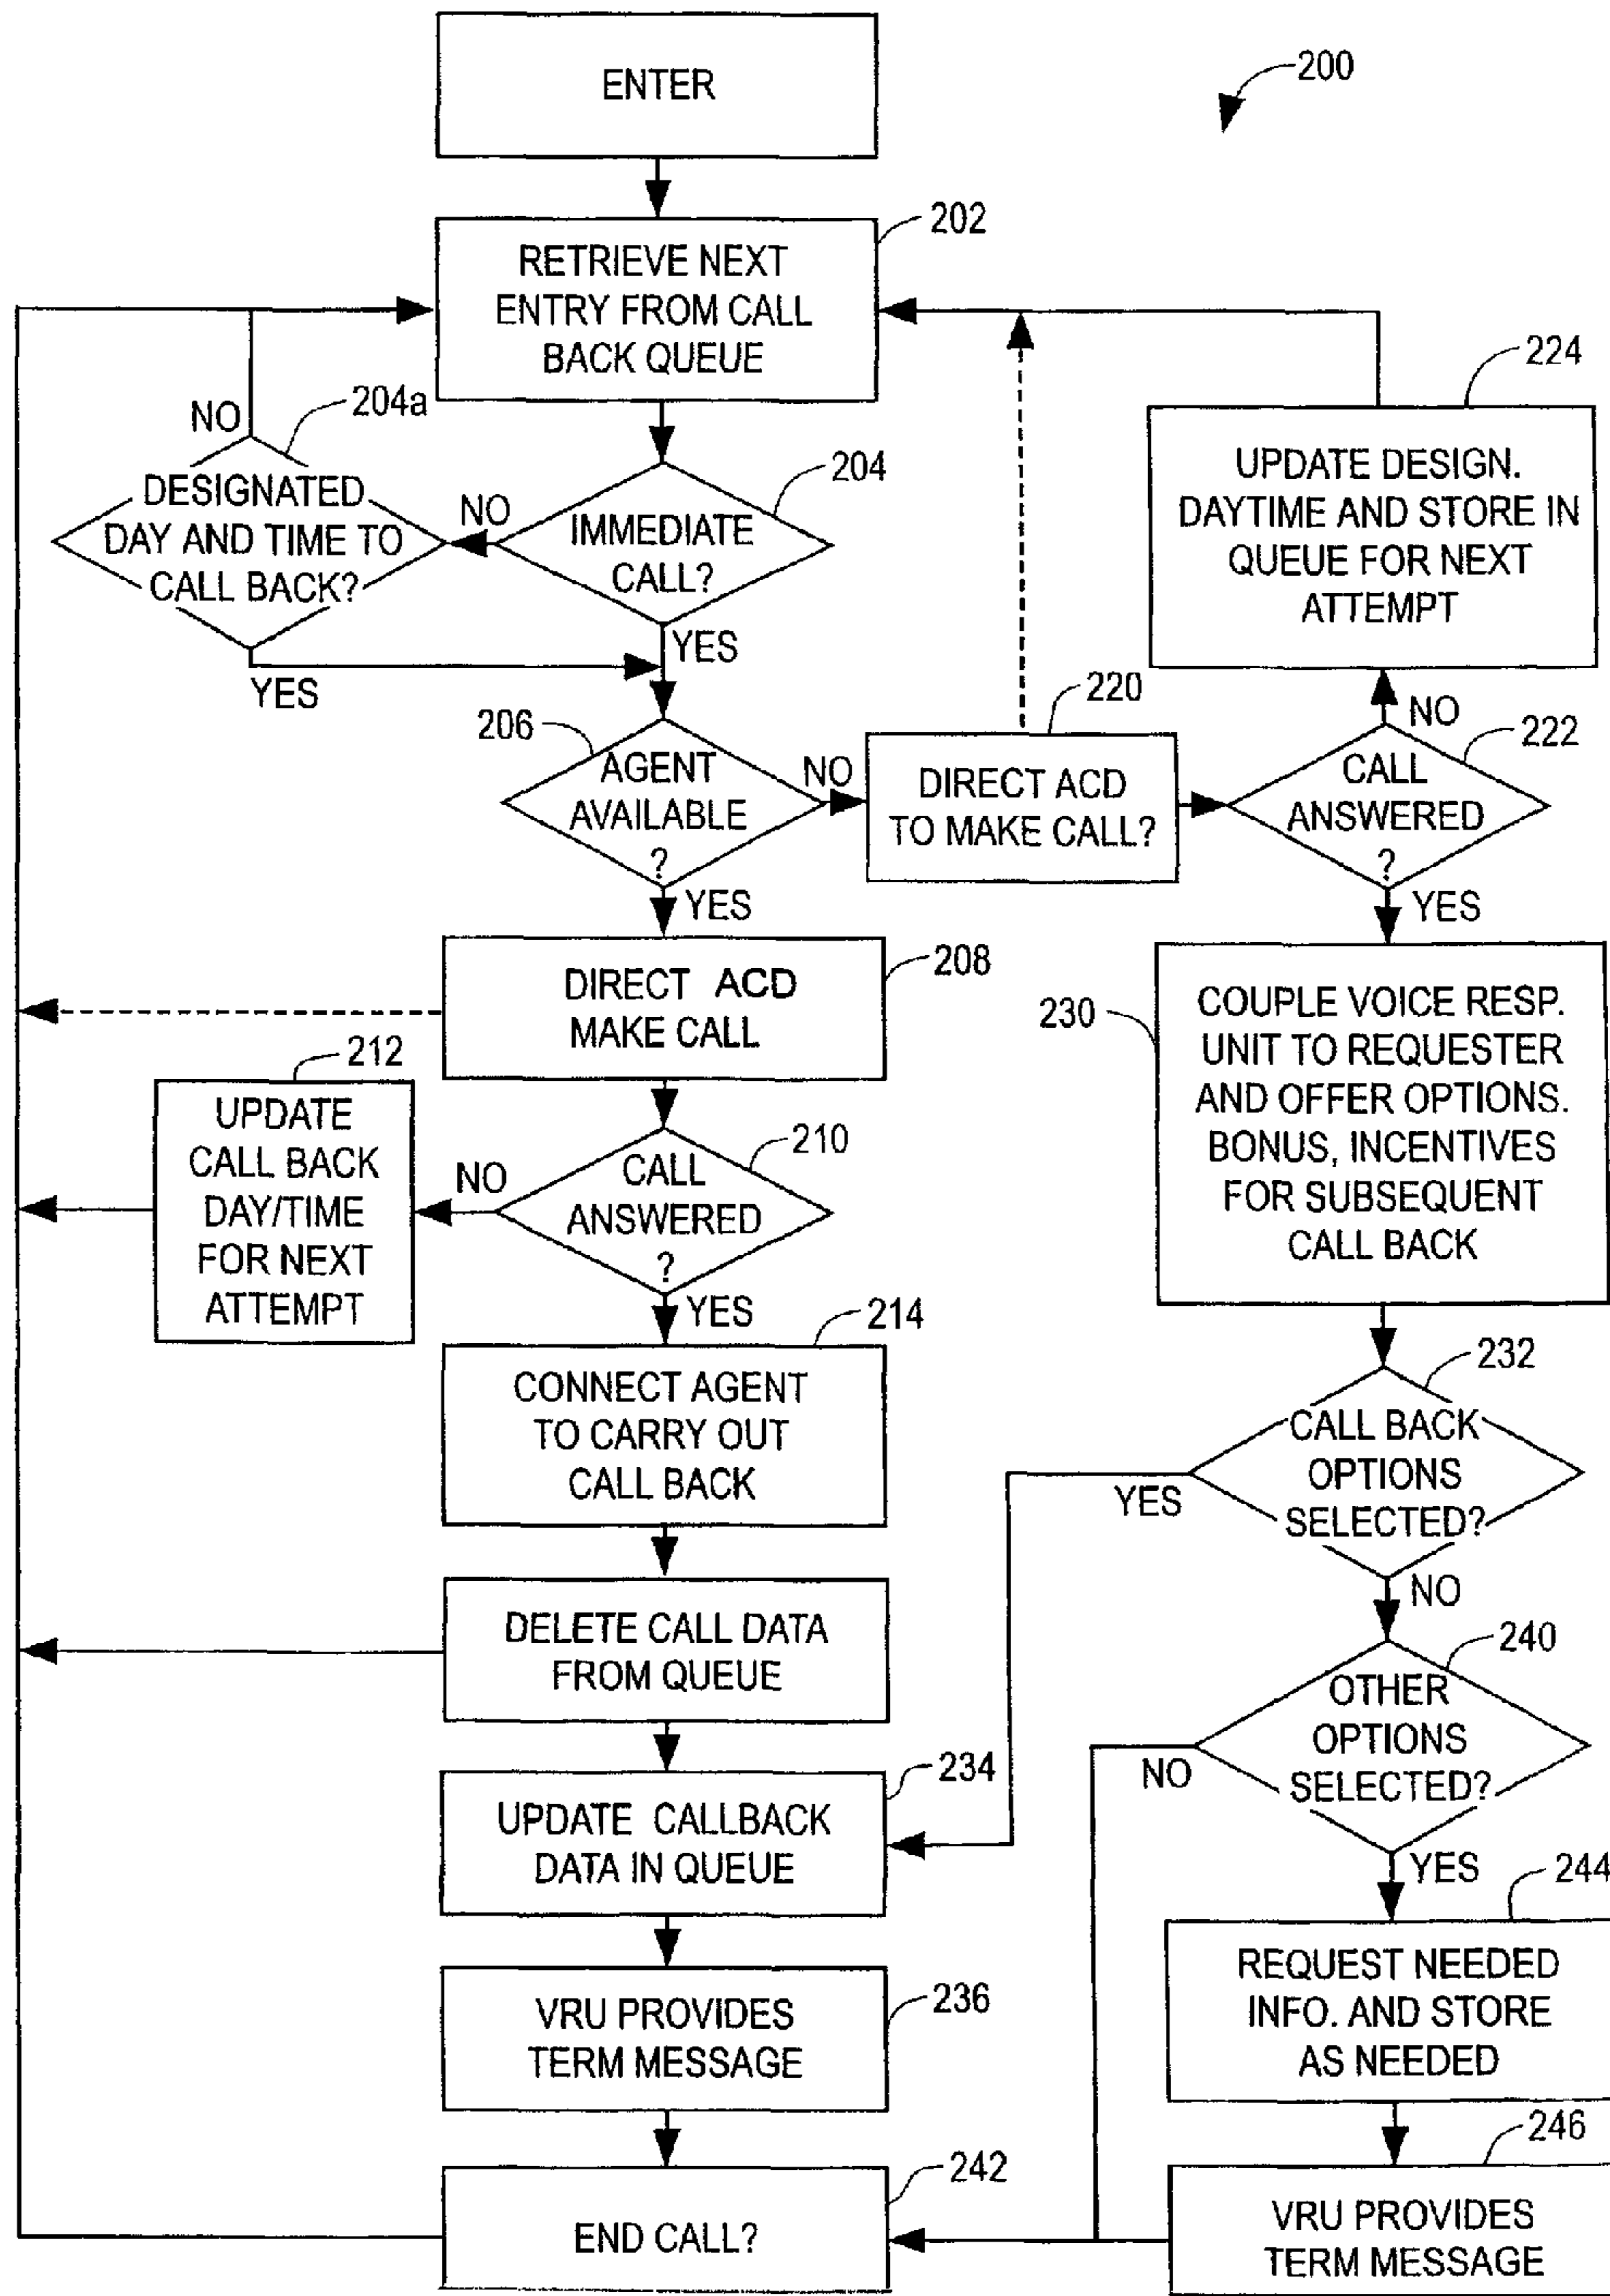 ENTER
200
202
RETRIEVE NEXT
ENTRY FROM CALL
BACK QUEUE
204a
NO
DESIGNATED
DAY AND TIME TO
CALL BACK?
YES
NO
204
IMMEDIATE
CALL?
YES
224
UPDATE DESIGN.
DAYTIME AND STORE IN
QUEUE FOR NEXT
ATTEMPT
206
AGENT
AVAILABLE
?
NO
YES
220
DIRECT ACD
TO MAKE CALL?
NO
222
CALL
ANSWERED
?
YES
208
DIRECT ACD
MAKE CALL
212
UPDATE
CALL BACK
DAY/TIME
FOR NEXT
ATTEMPT
NO
210
CALL
ANSWERED
?
YES
230
COUPLE VOICE RESP.
UNIT TO REQUESTER
AND OFFER OPTIONS.
BONUS, INCENTIVES
FOR SUBSEQUENT
CALL BACK
214
CONNECT AGENT
TO CARRY OUT
CALL BACK
232
CALL BACK
OPTIONS
SELECTED?
YES
NO
DELETE CALL DATA
FROM QUEUE
240
OTHER
OPTIONS
SELECTED?
NO
YES
234
UPDATE CALLBACK
DATA IN QUEUE
244
REQUEST NEEDED
INFO. AND STORE
AS NEEDED
236
VRU PROVIDES
TERM MESSAGE
246
VRU PROVIDES
TERM MESSAGE
242
END CALL?